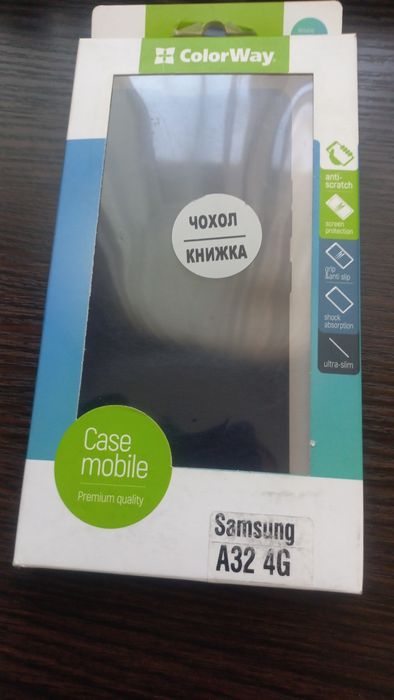 ColorWay
ЧОХОЛ
КНИЖКА
anti-
scratch
screen
protection
grip
&anti slip
shock
absorption
ultra-slim
Case
mobile
Premium quality
Samsung
A32 4G